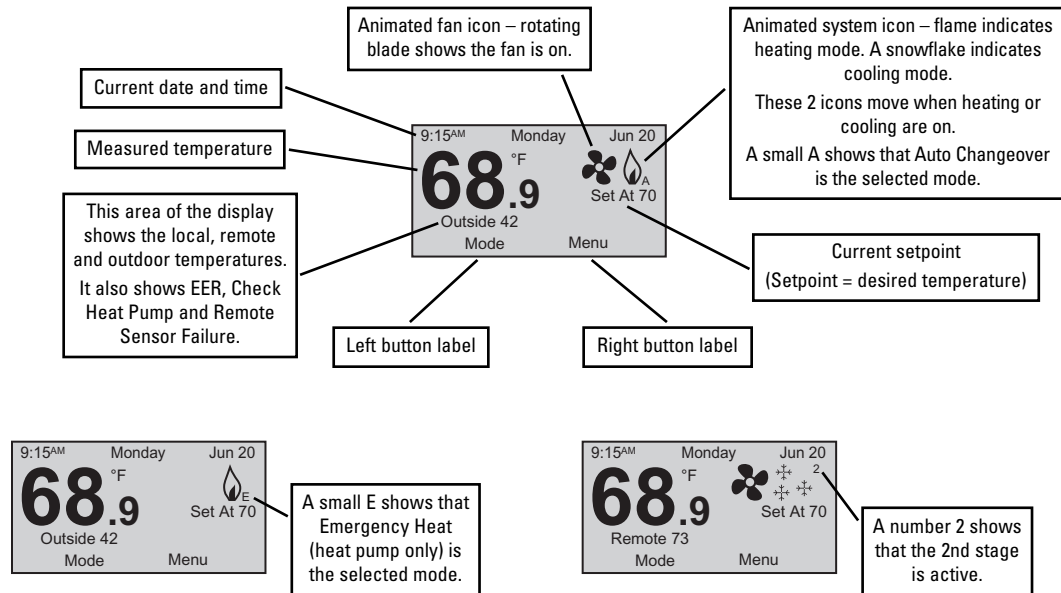 Animated fan icon – rotating
blade shows the fan is on.
Animated system icon – flame indicates
heating mode. A snowflake indicates
cooling mode.
These 2 icons move when heating or
cooling are on.
A small A shows that Auto Changeover
is the selected mode.
Current date and time
Measured temperature
This area of the display
shows the local, remote
and outdoor temperatures.
It also shows EER, Check
Heat Pump and Remote
Sensor Failure.
9:15AM Monday Jun 20
68.9 °F
A
Set At 70
Outside 42
Mode Menu
Current setpoint
(Setpoint = desired temperature)
Left button label
Right button label
9:15AM Monday Jun 20
68.9 °F
E
Set At 70
Outside 42
Mode Menu
A small E shows that
Emergency Heat
(heat pump only) is
the selected mode.
9:15AM Monday Jun 20
68.9 °F
2
Set At 70
Remote 73
Mode Menu
A number 2 shows
that the 2nd stage
is active.